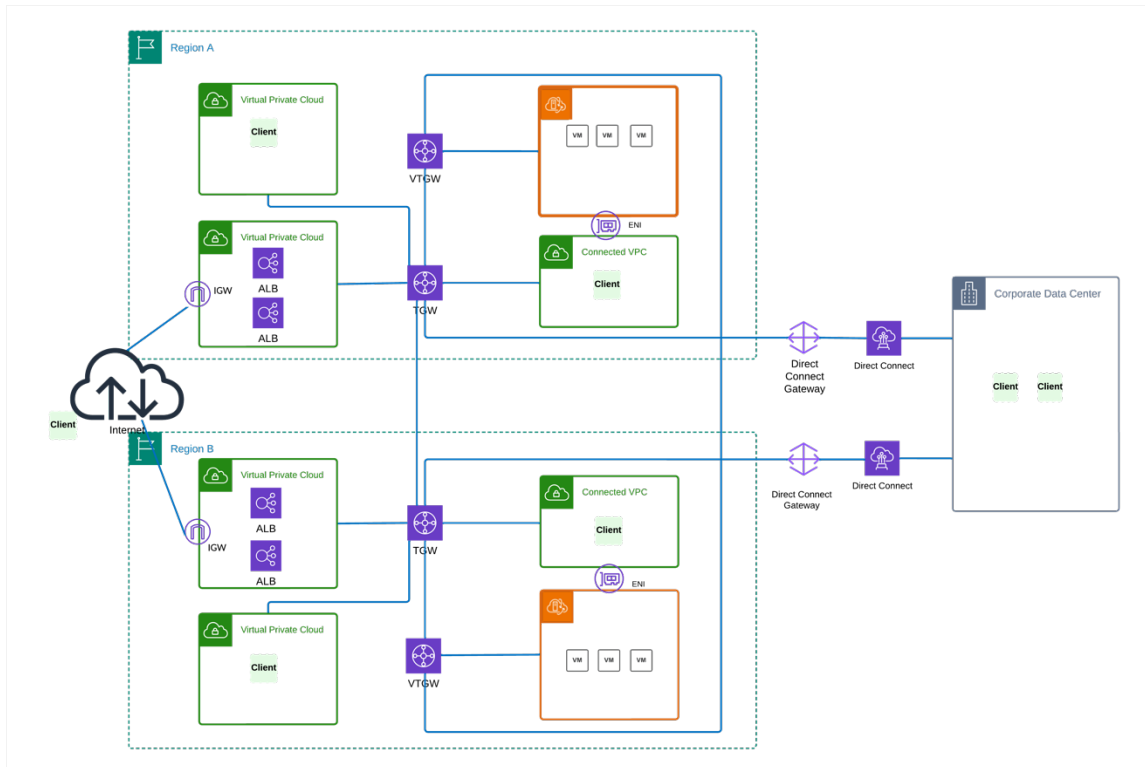 Region A
Virtual Private Cloud
Client
VM VM VM
VTGW
ENI
Virtual Private Cloud
ALB
ALB
IGW
TGW
Connected VPC
Client
Direct
Connect
Gateway
Direct Connect
Corporate Data Center
Client Client
Internet
Client
Region B
Virtual Private Cloud
ALB
ALB
IGW
TGW
Connected VPC
Client
ENI
Direct Connect
Gateway
Direct Connect
Virtual Private Cloud
Client
VTGW
VM VM VM